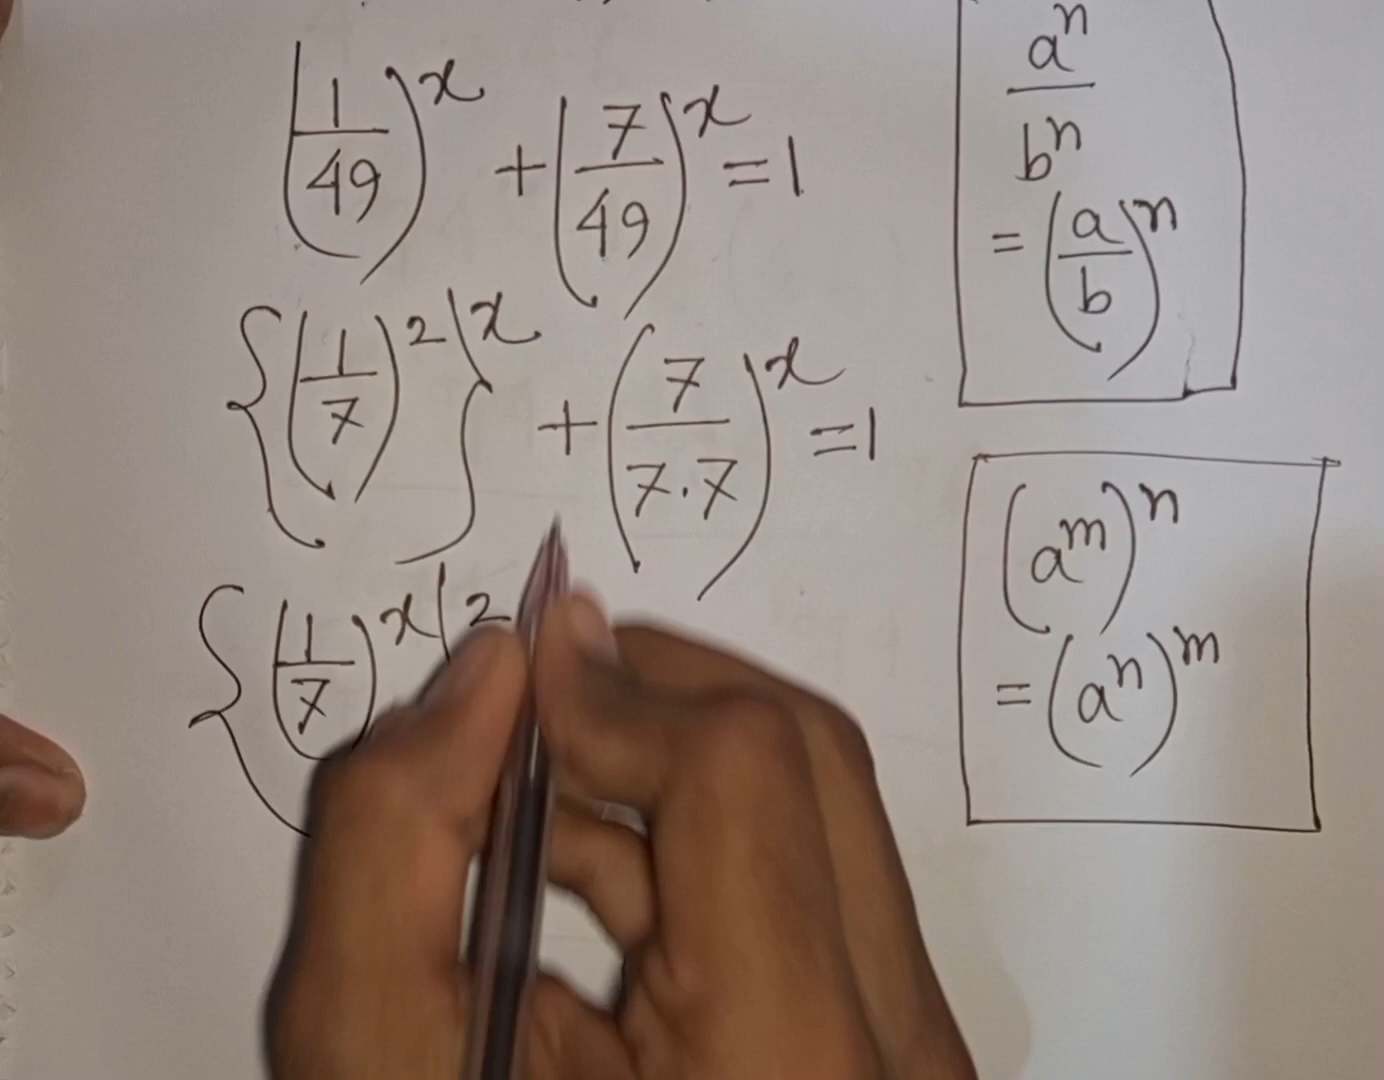 (1/49)^x + (7/49)^x = 1
{(1/7)^2}^x + (7/7.7)^x = 1
{(1/7)^x}^2
a^n/b^n
= (a/b)^n
(a^m)^n
= (a^n)^m